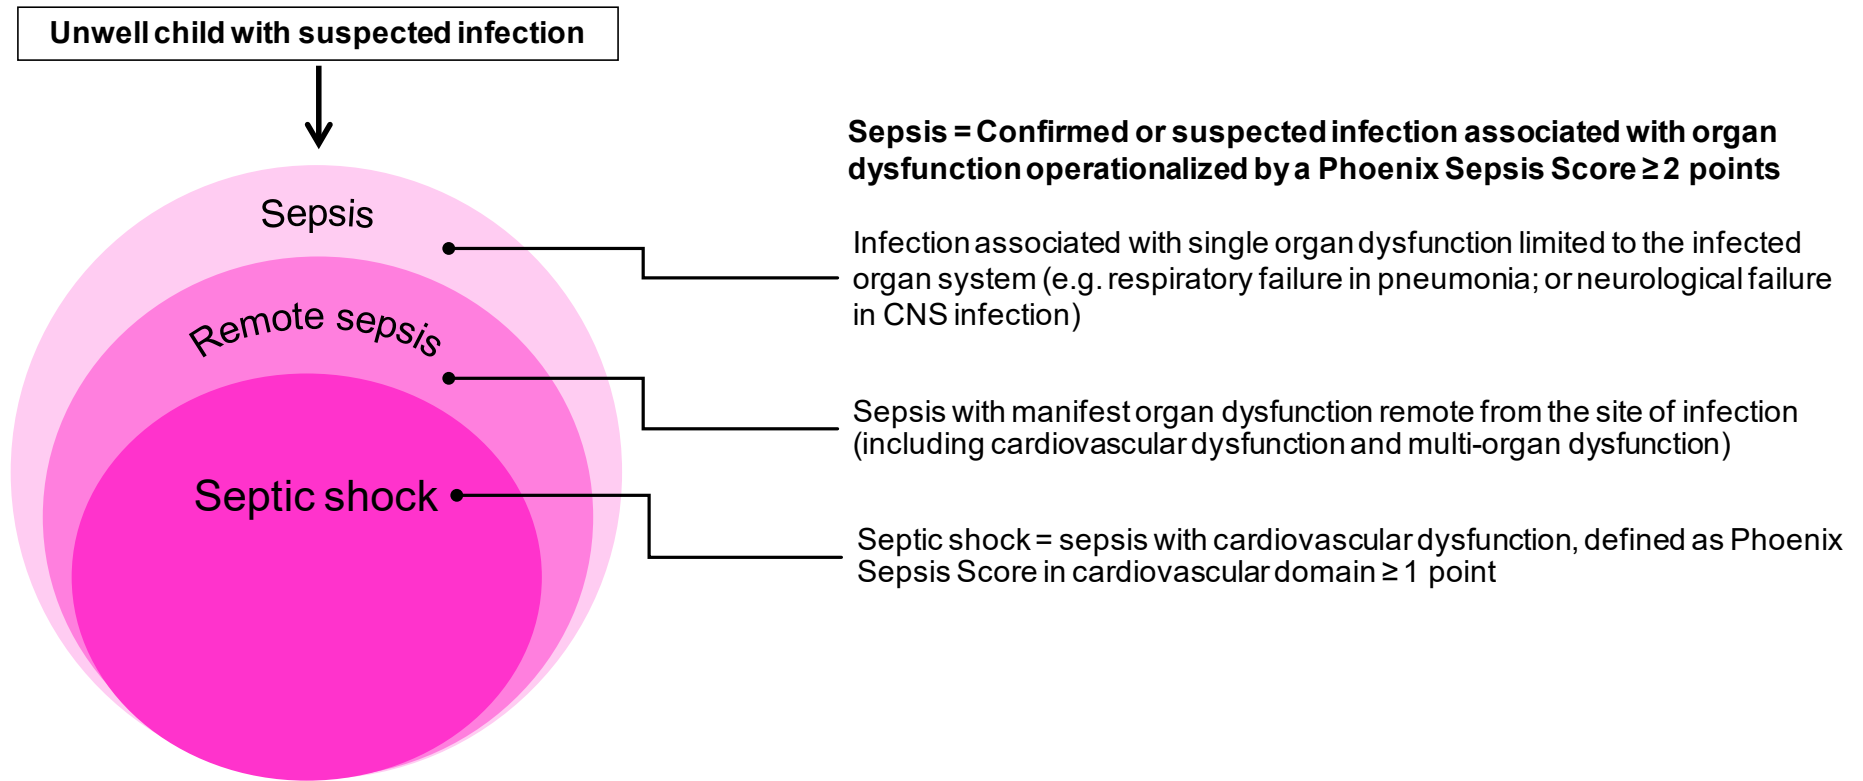 Unwell child with suspected infection
Sepsis = Confirmed or suspected infection associated with organ
dysfunction operationalized by a Phoenix Sepsis Score ≥ 2 points
Sepsis
Infection associated with single organ dysfunction limited to the infected
organ system (e.g. respiratory failure in pneumonia; or neurological failure
in CNS infection)
Remote sepsis
Sepsis with manifest organ dysfunction remote from the site of infection
(including cardiovascular dysfunction and multi-organ dysfunction)
Septic shock
Septic shock = sepsis with cardiovascular dysfunction, defined as Phoenix
Sepsis Score in cardiovascular domain ≥ 1 point